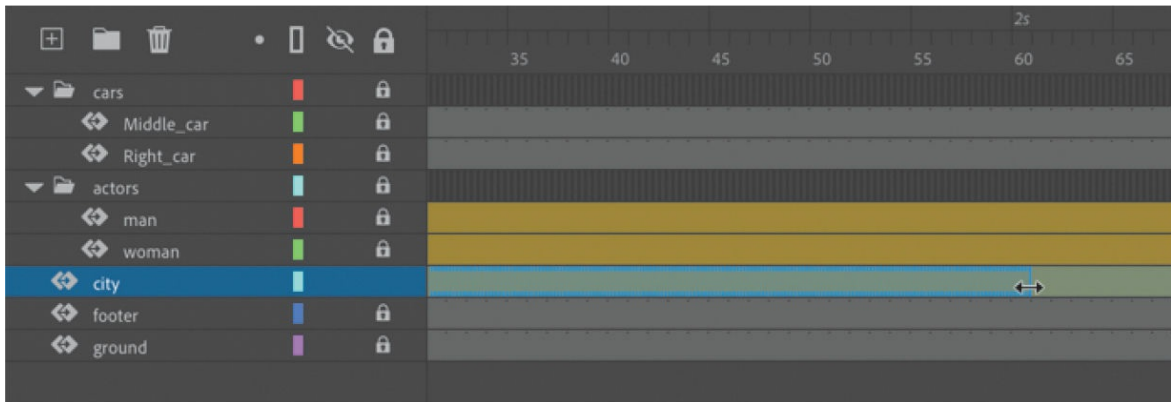 2s
35 40 45 50 55 60 65
cars
Middle_car
Right_car
actors
man
woman
city
footer
ground